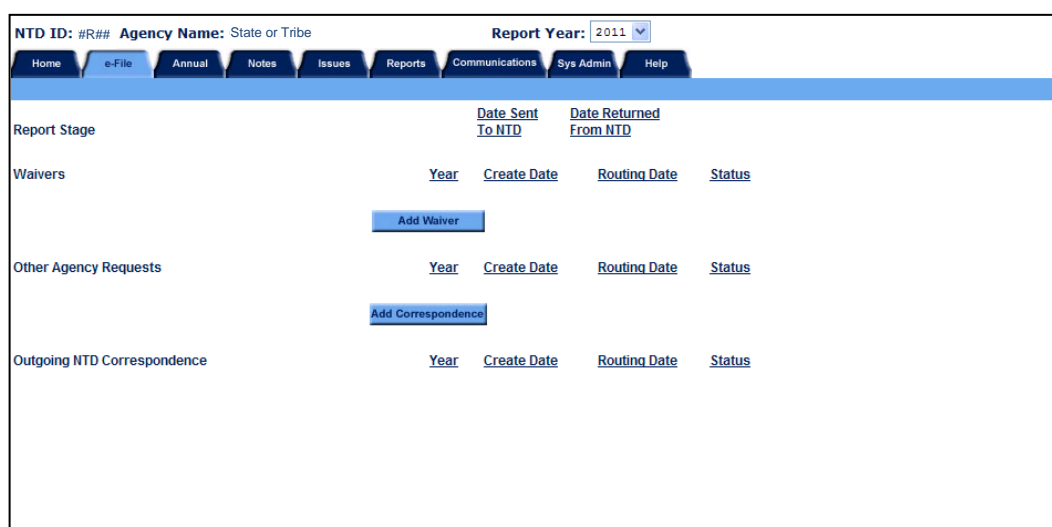 NTD ID: #R## Agency Name: State or Tribe Report Year: 2011
Home e-File Annual Notes Issues Reports Communications Sys Admin Help
Date Sent Date Returned
Report Stage To NTD From NTD
Waivers Year Create Date Routing Date Status
Add Waiver
Other Agency Requests Year Create Date Routing Date Status
Add Correspondence
Outgoing NTD Correspondence Year Create Date Routing Date Status